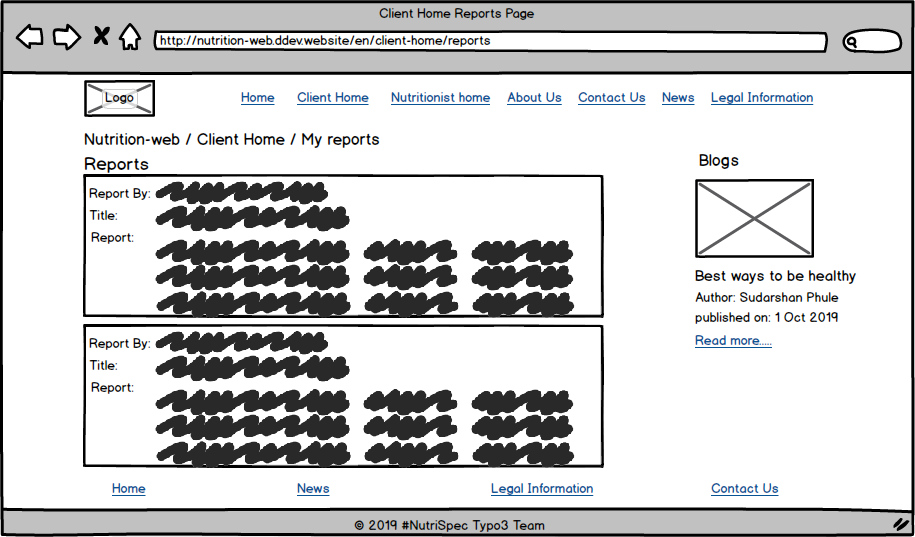 Client Home Reports Page
http://nutrition-web.ddev.website/en/client-home/reports
Logo
Home Client Home Nutritionist home About Us Contact Us News Legal Information
Nutrition-web / Client Home / My reports
Reports
Report By:
Title:
Report:
Report By:
Title:
Report:
Blogs
Best ways to be healthy
Author: Sudarshan Phule
published on: 1 Oct 2019
Read more.....
Home News Legal Information Contact Us
© 2019 #NutriSpec Typo3 Team